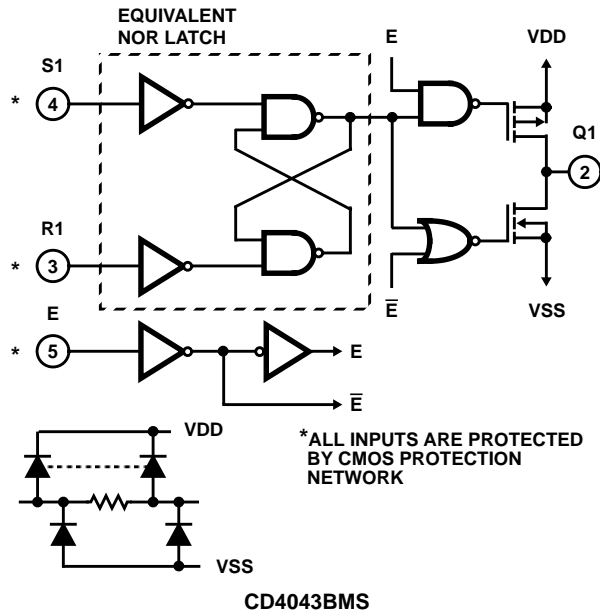 EQUIVALENT
NOR LATCH
E
VDD
S1
* 4
Q1
2
R1
* 3
E̅
VSS
E
* 5
E
E̅
VDD
*ALL INPUTS ARE PROTECTED
BY CMOS PROTECTION
NETWORK
VSS
CD4043BMS